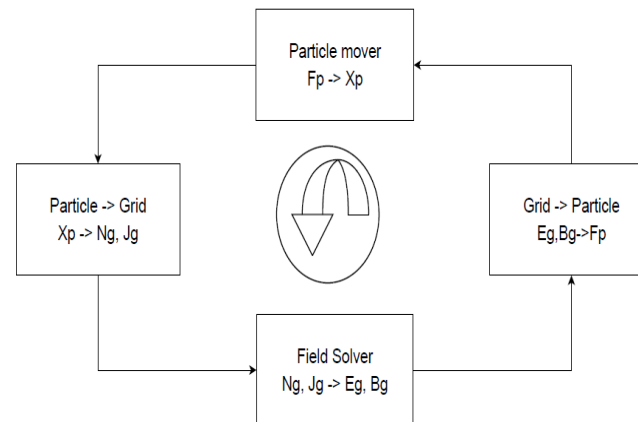 Particle mover
Fp -> Xp
Particle -> Grid
Xp -> Ng, Jg
Grid -> Particle
Eg,Bg->Fp
Field Solver
Ng, Jg -> Eg, Bg